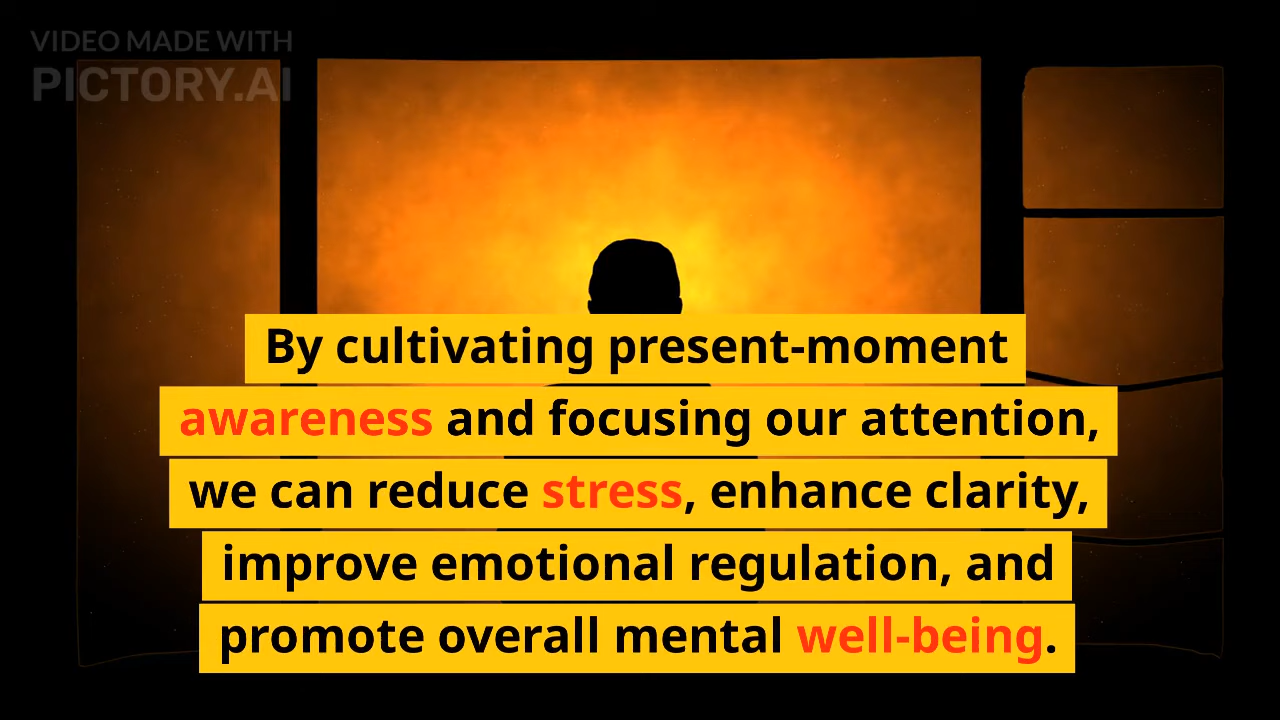 VIDEO MADE WITH
PICTORY.AI
By cultivating present-moment
awareness and focusing our attention,
we can reduce stress, enhance clarity,
improve emotional regulation, and
promote overall mental well-being.